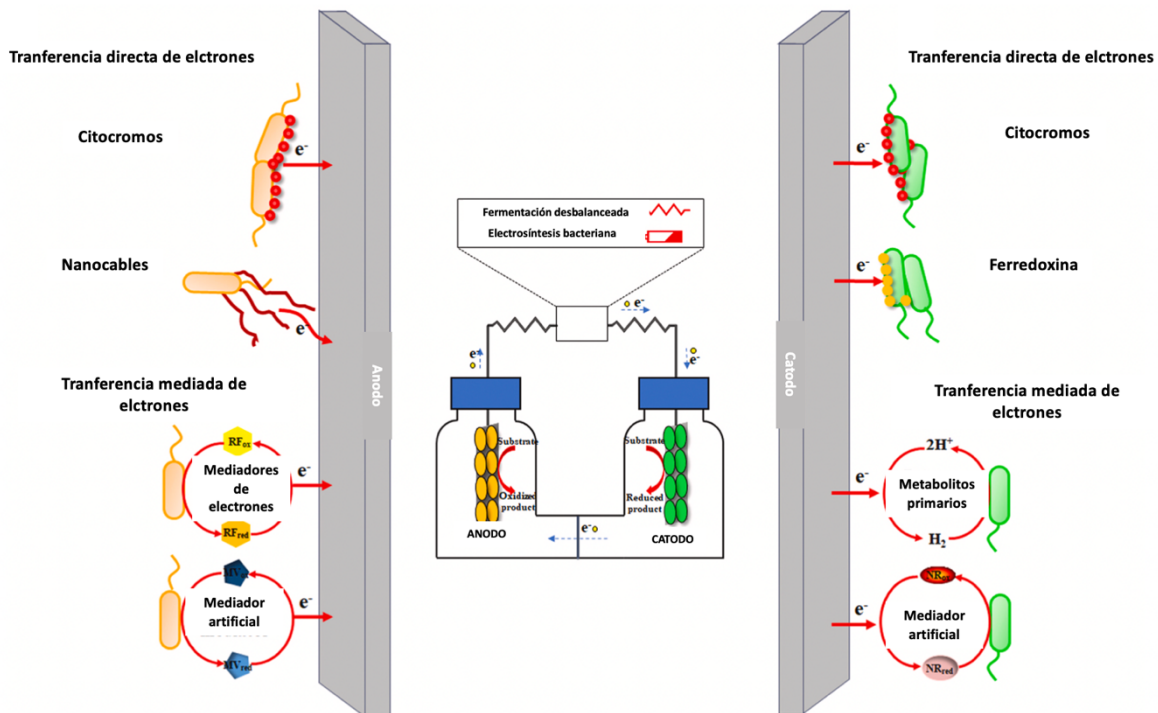 Tranferencia directa de elctrones
Citocromos
e-
Nanocables
e-
Tranferencia mediada de
elctrones
RFox
Mediadores
de
electrones
e-
RFred
MVox
Mediador
artificial
e-
MVred
Anodo
Fermentación desbalanceada
Electrosíntesis bacteriana
e-
e-
e-
Substrate
Oxidized
product
ANODO
Substrate
Reduced
product
CATODO
e-
Catodo
Tranferencia directa de elctrones
Citocromos
e-
Ferredoxina
e-
Tranferencia mediada de
elctrones
2H+
Metabolitos
primarios
e-
H2
NRox
Mediador
artificial
e-
NRred